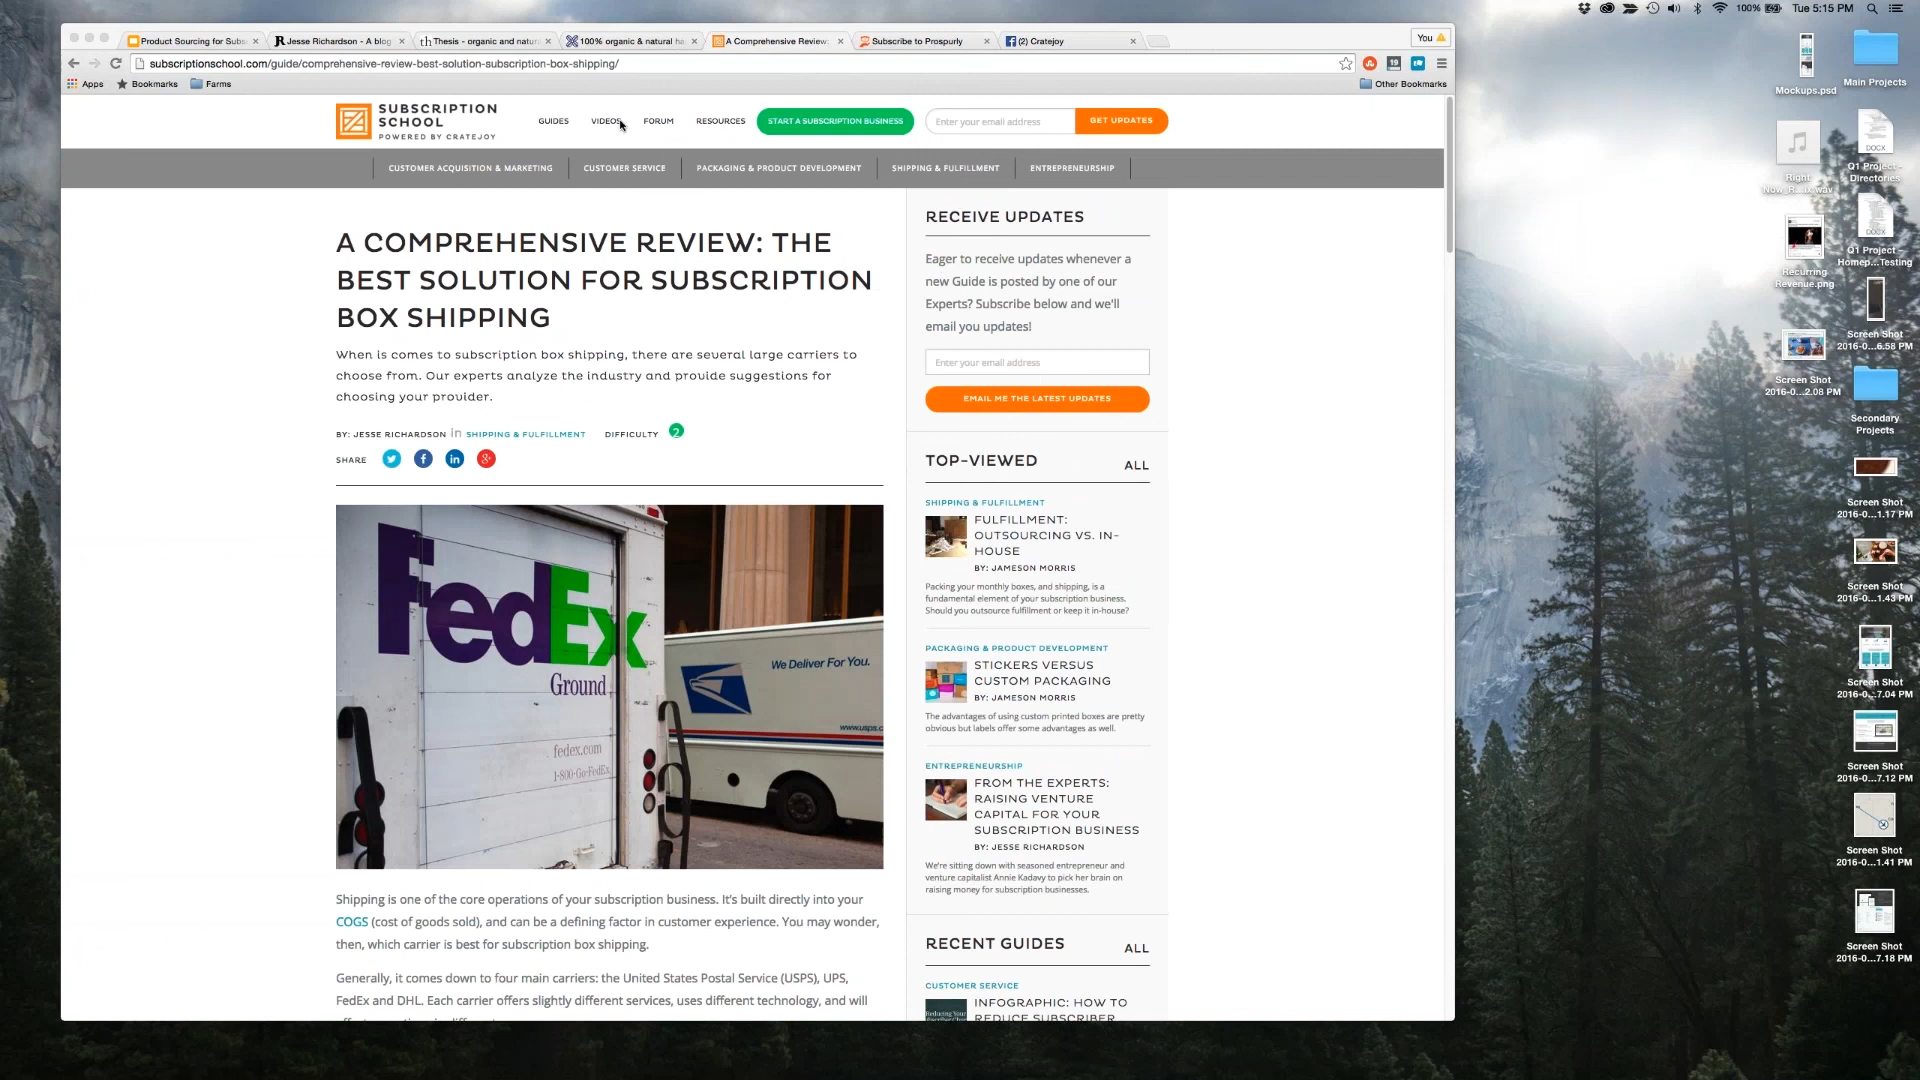 100%
Tue 5:15 PM
Product Sourcing for Subs
Jesse Richardson - A blog
Thesis - organic and natur
100% organic & natural ha
A Comprehensive Review:
Subscribe to Prospurly
(2) Cratejoy
You
subscriptionschool.com/guide/comprehensive-review-best-solution-subscription-box-shipping/
19
Apps
Bookmarks
Farms
Other Bookmarks
SUBSCRIPTION
SCHOOL
POWERED BY CRATEJOY
GUIDES
VIDEOS
FORUM
RESOURCES
START A SUBSCRIPTION BUSINESS
Enter your email address
GET UPDATES
CUSTOMER ACQUISITION & MARKETING
CUSTOMER SERVICE
PACKAGING & PRODUCT DEVELOPMENT
SHIPPING & FULFILLMENT
ENTREPRENEURSHIP
A COMPREHENSIVE REVIEW: THE
BEST SOLUTION FOR SUBSCRIPTION
BOX SHIPPING
When is comes to subscription box shipping, there are several large carriers to
choose from. Our experts analyze the industry and provide suggestions for
choosing your provider.
BY: JESSE RICHARDSON in SHIPPING & FULFILLMENT DIFFICULTY 2
SHARE
FedEx
Ground
fedex.com
1-800-Go-FedEx
We Deliver For You.
www.usps.c
Shipping is one of the core operations of your subscription business. It's built directly into your
COGS (cost of goods sold), and can be a defining factor in customer experience. You may wonder,
then, which carrier is best for subscription box shipping.
Generally, it comes down to four main carriers: the United States Postal Service (USPS), UPS,
FedEx and DHL. Each carrier offers slightly different services, uses different technology, and will
RECEIVE UPDATES
Eager to receive updates whenever a
new Guide is posted by one of our
Experts? Subscribe below and we'll
email you updates!
Enter your email address
EMAIL ME THE LATEST UPDATES
TOP-VIEWED
ALL
SHIPPING & FULFILLMENT
FULFILLMENT:
OUTSOURCING VS. IN-
HOUSE
BY: JAMESON MORRIS
Packing your monthly boxes, and shipping, is a
fundamental element of your subscription business.
Should you outsource fulfillment or keep it in-house?
PACKAGING & PRODUCT DEVELOPMENT
STICKERS VERSUS
CUSTOM PACKAGING
BY: JAMESON MORRIS
The advantages of using custom printed boxes are pretty
obvious but labels offer some advantages as well.
ENTREPRENEURSHIP
FROM THE EXPERTS:
RAISING VENTURE
CAPITAL FOR YOUR
SUBSCRIPTION BUSINESS
BY: JESSE RICHARDSON
We're sitting down with seasoned entrepreneur and
venture capitalist Annie Kadavy to pick her brain on
raising money for subscription businesses.
RECENT GUIDES
ALL
CUSTOMER SERVICE
INFOGRAPHIC: HOW TO
REDUCE SUBSCRIBER
Mockups.psd
Main Projects
Right
DOCX
Q1 Project -
Directories
Recurring
Revenue.png
DOCX
Q1 Project –
Homep...Testing
Screen Shot
2016-0...6.58 PM
Screen Shot
2016-0...2.08 PM
Secondary
Projects
Screen Shot
2016-0...1.17 PM
Screen Shot
2016-0...1.43 PM
Screen Shot
2016-0...7.04 PM
Screen Shot
2016-0...7.12 PM
Screen Shot
2016-0...1.41 PM
Screen Shot
2016-0...7.18 PM